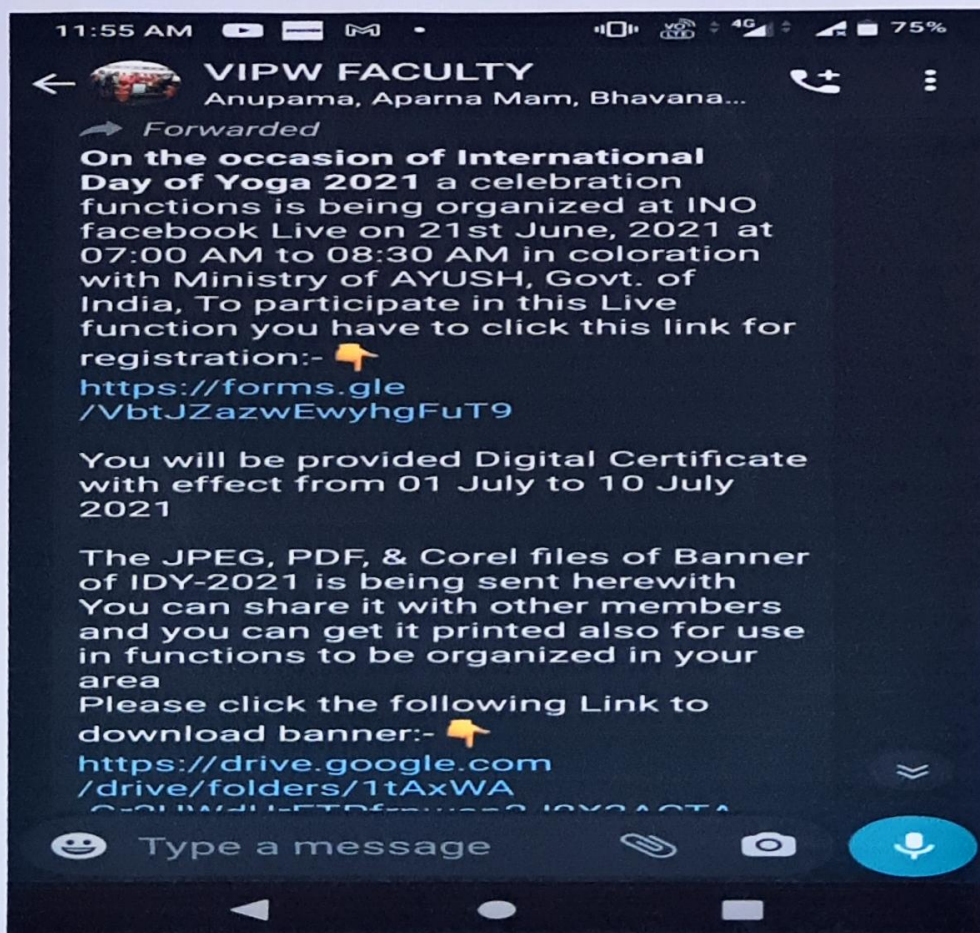 11:55 AM
4G
75%
VIPW FACULTY
Anupama, Aparna Mam, Bhavana...
Forwarded
On the occasion of International
Day of Yoga 2021 a celebration
functions is being organized at INO
facebook Live on 21st June, 2021 at
07:00 AM to 08:30 AM in coloration
with Ministry of AYUSH, Govt. of
India, To participate in this Live
function you have to click this link for
registration:- 👇
https://forms.gle
/VbtJZazwEwyhgFuT9
You will be provided Digital Certificate
with effect from 01 July to 10 July
2021
The JPEG, PDF, & Corel files of Banner
of IDY-2021 is being sent herewith
You can share it with other members
and you can get it printed also for use
in functions to be organized in your
area
Please click the following Link to
download banner:- 👇
https://drive.google.com
/drive/folders/1tAxWA
Type a message